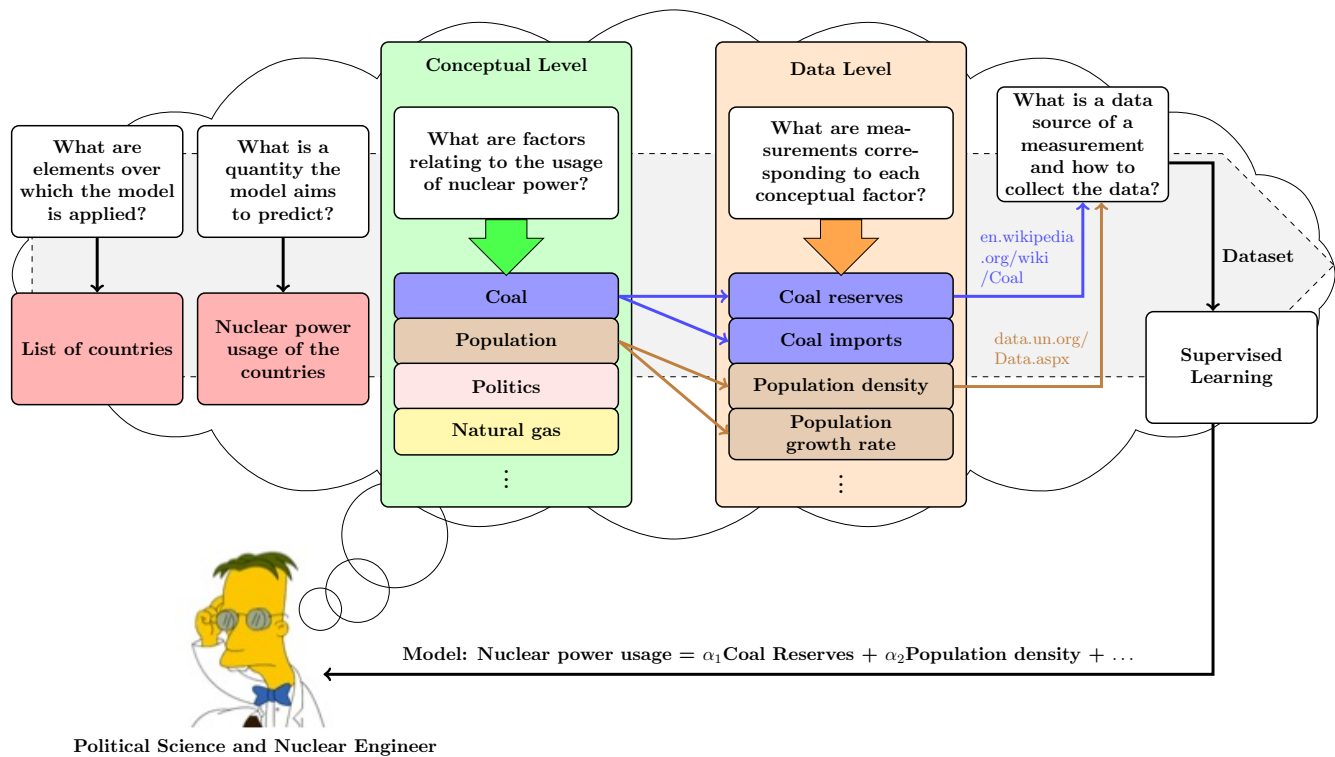 What are
elements over
which the model
is applied?
What is a
quantity the
model aims
to predict?
List of countries
Nuclear power
usage of the
countries
Conceptual Level
What are factors
relating to the usage
of nuclear power?
Coal
Population
Politics
Natural gas
⋮
Data Level
What are mea-
surements corre-
sponding to each
conceptual factor?
Coal reserves
Coal imports
Population density
Population
growth rate
⋮
What is a data
source of a
measurement
and how to
collect the data?
en.wikipedia
.org/wiki
/Coal
data.un.org/
Data.aspx
Dataset
Supervised
Learning
Model: Nuclear power usage = α₁Coal Reserves + α₂Population density + …
Political Science and Nuclear Engineer